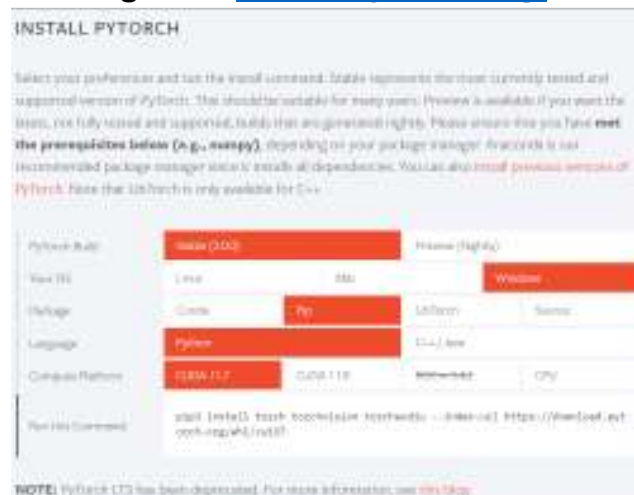 INSTALL PYTORCH
Select your preferences and run the install command. Stable represents the most currently tested and
supported version of PyTorch. This should be suitable for many users. Preview is available if you want the
latest, not fully tested and supported, builds that are generated nightly. Please ensure that you have met
the prerequisites below (e.g., numpy), depending on your package manager. Anaconda is our
recommended package manager since it installs all dependencies. You can also install previous versions of
PyTorch. Note that LibTorch is only available for C++.
PyTorch Build Stable (2.0.0) Preview (Nightly)
Your OS Linux Mac Windows
Package Conda Pip LibTorch Source
Language Python C++ / Java
Compute Platform CUDA 11.7 CUDA 11.8 CPU
Run this Command: pip3 install torch torchvision torchaudio --index-url https://download.pyt
orch.org/whl/cu117
NOTE: PyTorch LTS has been deprecated. For more information, see this blog.